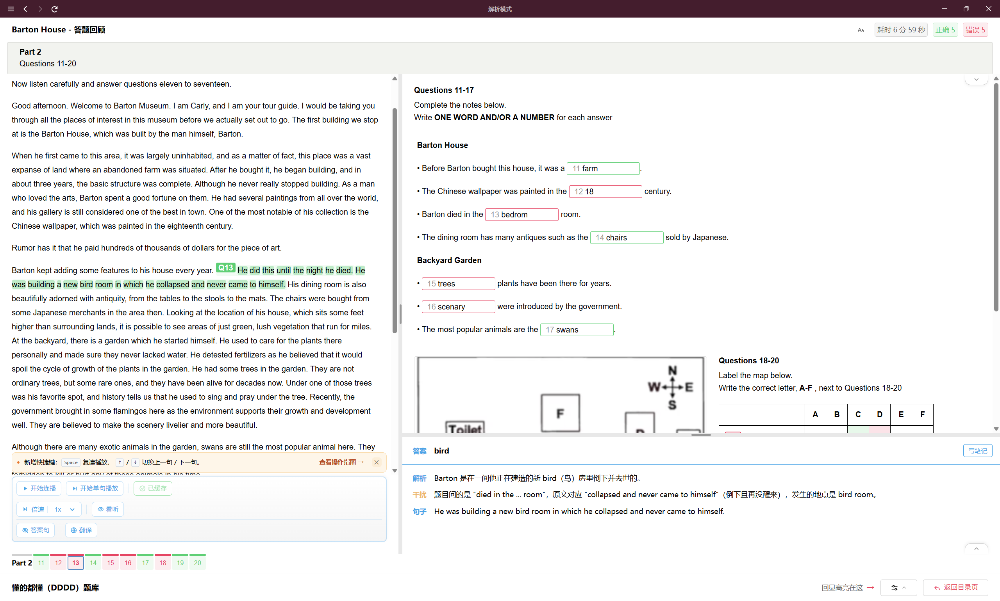 解析模式
Barton House - 答题回顾
AA
耗时 6 分 59 秒
正确 5
错误 5
Part 2
Questions 11-20
Now listen carefully and answer questions eleven to seventeen.
Good afternoon. Welcome to Barton Museum. I am Carly, and I am your tour guide. I would be taking you
through all the places of interest in this museum before we actually set out to go. The first building we stop
at is the Barton House, which was built by the man himself, Barton.
When he first came to this area, it was largely uninhabited, and as a matter of fact, this place was a vast
expanse of land where an abandoned farm was situated. After he bought it, he began building, and in
about three years, the basic structure was complete. Although he never really stopped building. As a man
who loved the arts, Barton spent a good fortune on them. He had several paintings from all over the world,
and his gallery is still considered one of the best in town. One of the most notable of his collection is the
Chinese wallpaper, which was painted in the eighteenth century.
Rumor has it that he paid hundreds of thousands of dollars for the piece of art.
Barton kept adding some features to his house every year. Q13 He did this until the night he died. He
was building a new bird room in which he collapsed and never came to himself. His dining room is also
beautifully adorned with antiquity, from the tables to the stools to the mats. The chairs were bought from
some Japanese merchants in the area then. Looking at the location of his house, which sits some feet
higher than surrounding lands, it is possible to see areas of just green, lush vegetation that run for miles.
At the backyard, there is a garden which he started himself. He used to care for the plants there
personally and made sure they never lacked water. He detested fertilizers as he believed that it would
spoil the cycle of growth of the plants in the garden. He had some trees in the garden. They are not
ordinary trees, but some rare ones, and they have been alive for decades now. Under one of those trees
was his favorite spot, and history tells us that he used to sing and pray under the tree. Recently, the
government brought in some flamingos here as the environment supports their growth and development
well. They are believed to make the scenery livelier and more beautiful.
Although there are many exotic animals in the garden, swans are still the most popular animal here. They
forbidden to kill or hurt any of these animals in his time.
• 新增快捷键： Space 复读播放， ↑ / ↓ 切换上一句 / 下一句。
查看操作指南 →
开始连播
开始单句播放
已缓存
倍速 1x
看听
答案句
翻译
Questions 11-17
Complete the notes below.
Write ONE WORD AND/OR A NUMBER for each answer
Barton House
• Before Barton bought this house, it was a 11 farm.
• The Chinese wallpaper was painted in the 12 18 century.
• Barton died in the 13 bedrom room.
• The dining room has many antiques such as the 14 chairs sold by Japanese.
Backyard Garden
• 15 trees plants have been there for years.
• 16 scenary were introduced by the government.
• The most popular animals are the 17 swans.
N
W E
S
F
Toilet
D
Questions 18-20
Label the map below.
Write the correct letter, A-F , next to Questions 18-20
A B C D E F
答案 bird
写笔记
解析 Barton 是在一间他正在建造的新 bird（鸟）房里倒下并去世的。
干扰 题目问的是 "died in the ... room"，原文对应 "collapsed and never came to himself"（倒下且再没醒来），发生的地点是 bird room。
句子 He was building a new bird room in which he collapsed and never came to himself.
Part 2 11 12 13 14 15 16 17 18 19 20
懂的都懂（DDDD）题库
回显高亮在这 →
返回目录页